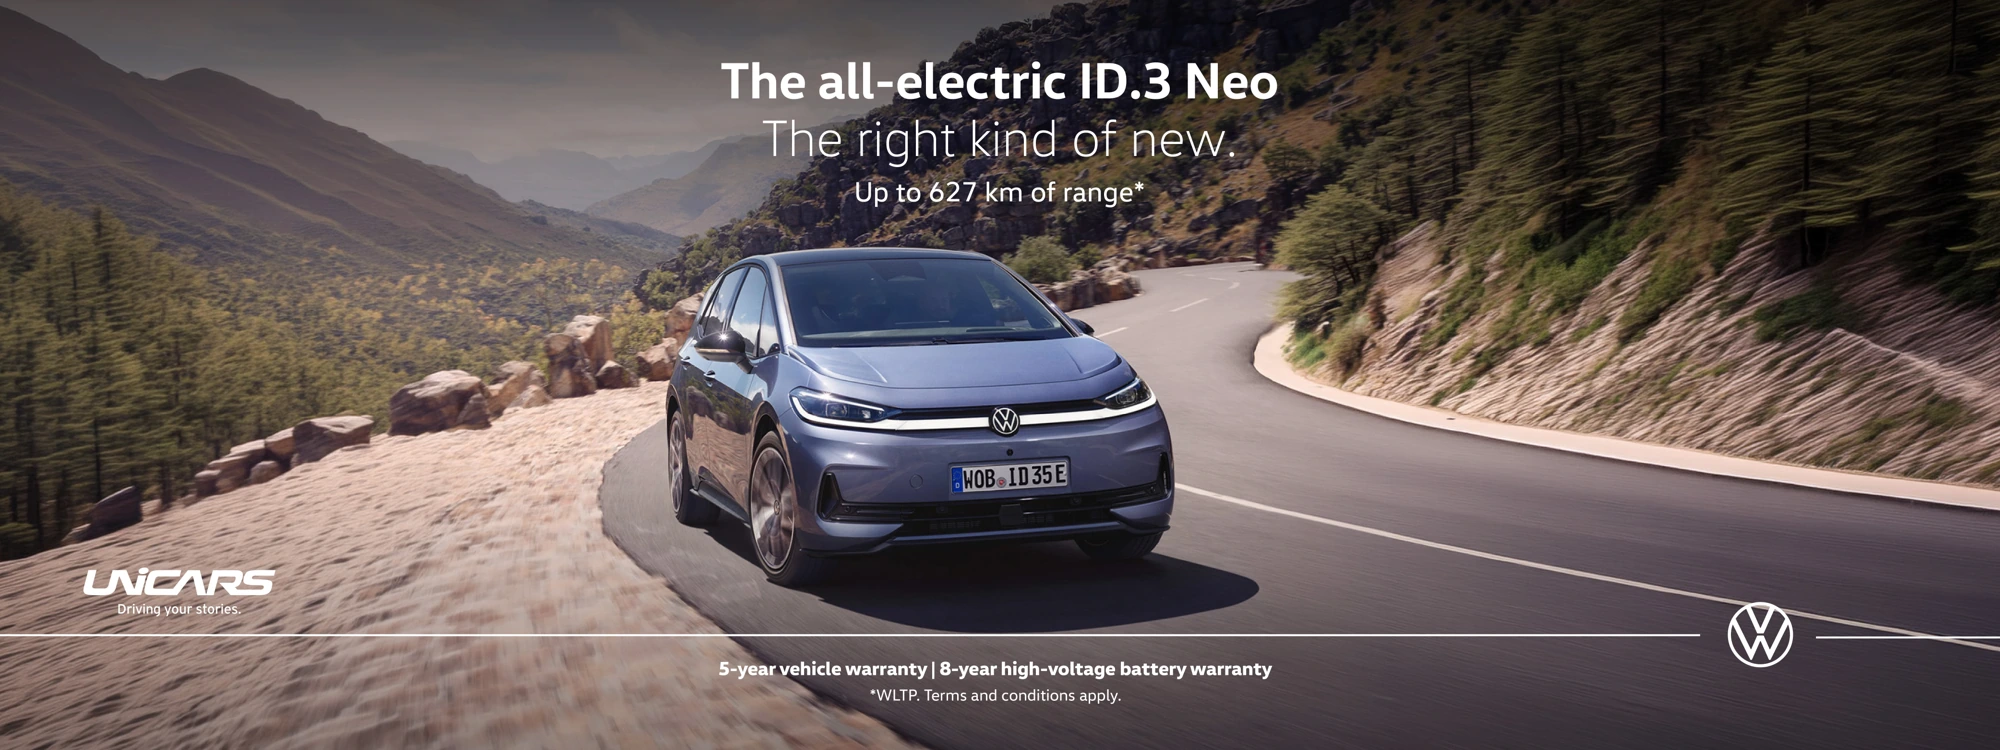 The all-electric ID.3 Neo
The right kind of new.
Up to 627 km of range*
WOB ID 35 E
UNiCARS
Driving your stories.
5-year vehicle warranty | 8-year high-voltage battery warranty
*WLTP. Terms and conditions apply.